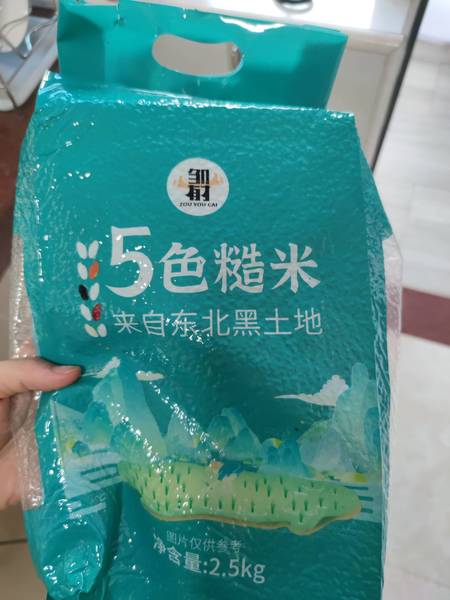 邹有才
ZOU YOU CAI
5色糙米
来自东北黑土地
图片仅供参考
净含量:2.5kg